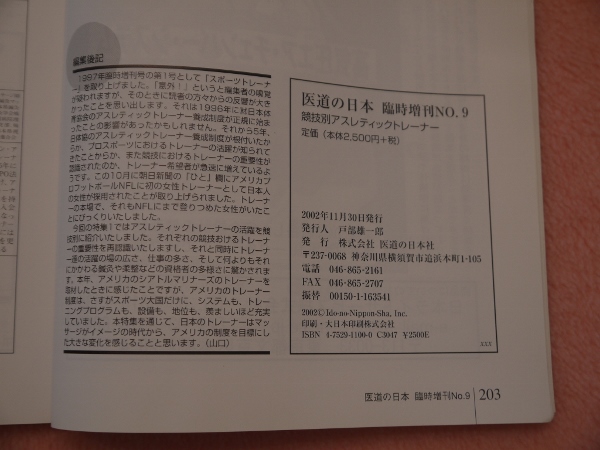 編集後記
1997年臨時増刊号の第1号として「スポーツトレーナ
ー」を取り上げました。「意外！」というと編集者の嗅覚
が疑われますが、そのときに読者の方々からの反響が大き
かったことを思い出します。それは1996年に財日本体
育協会のアスレティックトレーナー養成制度が正規に始ま
ったことの影響があったかもしれません。それから5年、
日体協のアスレティックトレーナー養成制度が根付いたか
らか、プロスポーツにおけるトレーナーの活躍が知られて
きたことからか、また競技におけるトレーナーの重要性が
認識されたのか、トレーナー希望者が急速に増えているよ
うです。この10月に朝日新聞の「ひと」欄にアメリカプ
ロフットボールNFLに初の女性トレーナーとして日本人
の女性が採用されたことが取り上げられました。トレーナ
ーの本場で、それもNFLにまで登りつめた女性がいたこ
とにびっくりいたしました。
今回の特集1ではアスレティックトレーナーの活躍を競
技別に紹介いたしました。それぞれの競技おけるトレーナ
ーの重要性を再認識いたしますし、それと同時にトレーナ
ーの活躍の場の広さ、仕事の多さ、そして何よりもそれ
にかかわる養成や柔整などの資格者の多様さに驚かされま
す。本年、アメリカのシアトルマリナーズのトレーナーを
取材したときに感じたことですが、アメリカのトレーナー
制度は、さすがスポーツ大国だけに、システムも、トレー
ニングプログラムも、設備も、地位も、羨ましいほど充実
していました。本特集を通じて、日本のトレーナーはマッ
サージがイメージの時代から、アメリカの制度を目標にし
た大きな変化を感じることと思います。（山口）
医道の日本 臨時増刊NO. 9
競技別アスレティックトレーナー
定価（本体2,500円＋税）
2002年11月30日発行
発行人 戸部雄一郎
発行 株式会社 医道の日本社
〒237-0068 神奈川県横須賀市追浜本町1-105
電話 046-865-2161
FAX 046-865-2707
振替 00150-1-163541
2002©Ido-no-Nippon-Sha, Inc.
印刷・大日本印刷株式会社
ISBN 4-7529-1100-0 C3047 ¥2500E
xxx
医道の日本 臨時増刊No.9 203